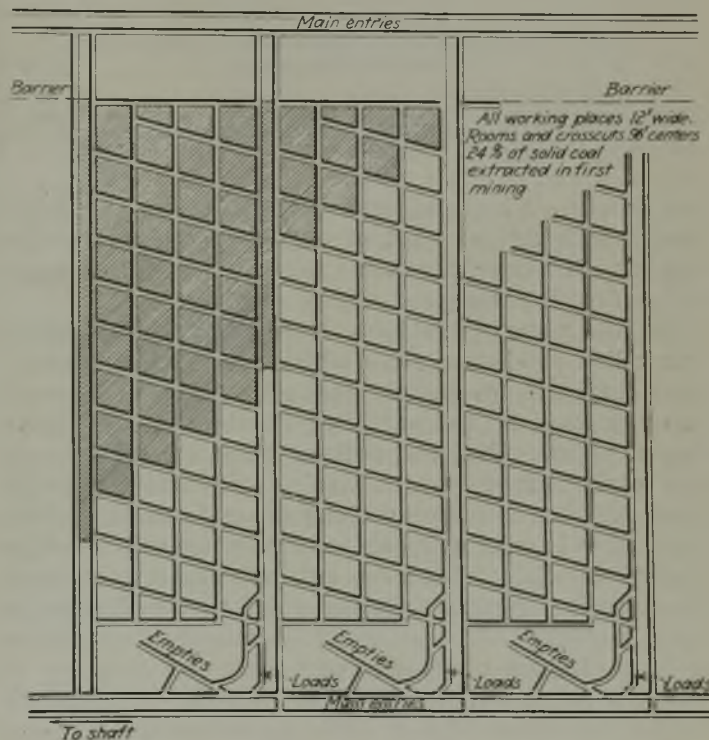 Main entries
Barrier
Barrier
All working places 12' wide.
Rooms and crosscuts 96' centers
24% of solid coal
extracted in first
mining
Empties
Empties
Empties
Loads
Loads
Loads
Main entries
To shaft